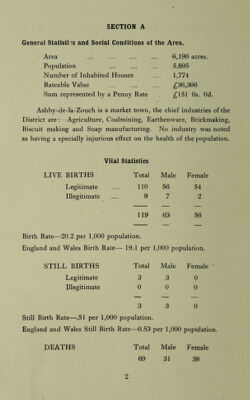 SECTION A
General Statistics and Social Conditions of the Area.
Area ... ... ... 6,190 acres.
Population ... ... ... 5,895
Number of Inhabited Houses ... 1,774
Rateable Value ... ... £36,366
Sum represented by a Penny Rate £151 0s. 0d.
Ashby-de-la-Zouch is a market town, the chief industries of the
District are :—Agriculture, Coalmining, Earthenware, Brickmaking,
Biscuit making and Soap manufacturing. No industry was noted
as having a specially injurious effect on the health of the population.
Vital Statistics
LIVE BIRTHS Total Male Female
Legitimate ... 110 56 54
Illegitimate ... 9 7 2
119 63 56
Birth Rate—20.2 per 1,000 population.
England and Wales Birth Rate— 19.1 per 1,000 population.
STILL BIRTHS Total Male Female
Legitimate 3 3 0
Illegitimate 0 0 0
3 3 0
Still Birth Rate—.51 per 1,000 population.
England and Wales Still Birth Rate—0.53 per 1,000 population.
DEATHS Total Male Female
69 31 38
2